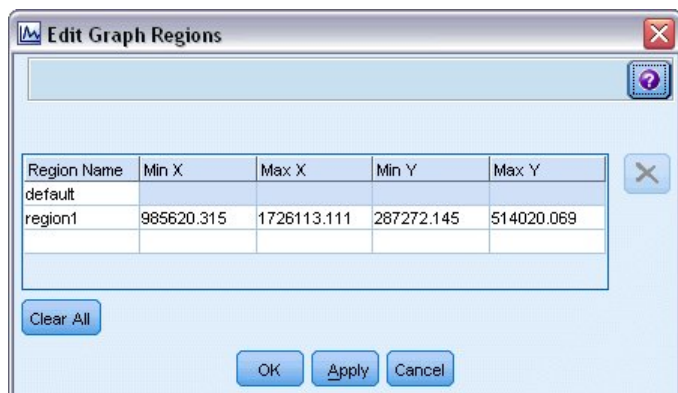 Edit Graph Regions
Region Name Min X Max X Min Y Max Y
default
region1 985620.315 1726113.111 287272.145 514020.069
Clear All
OK Apply Cancel